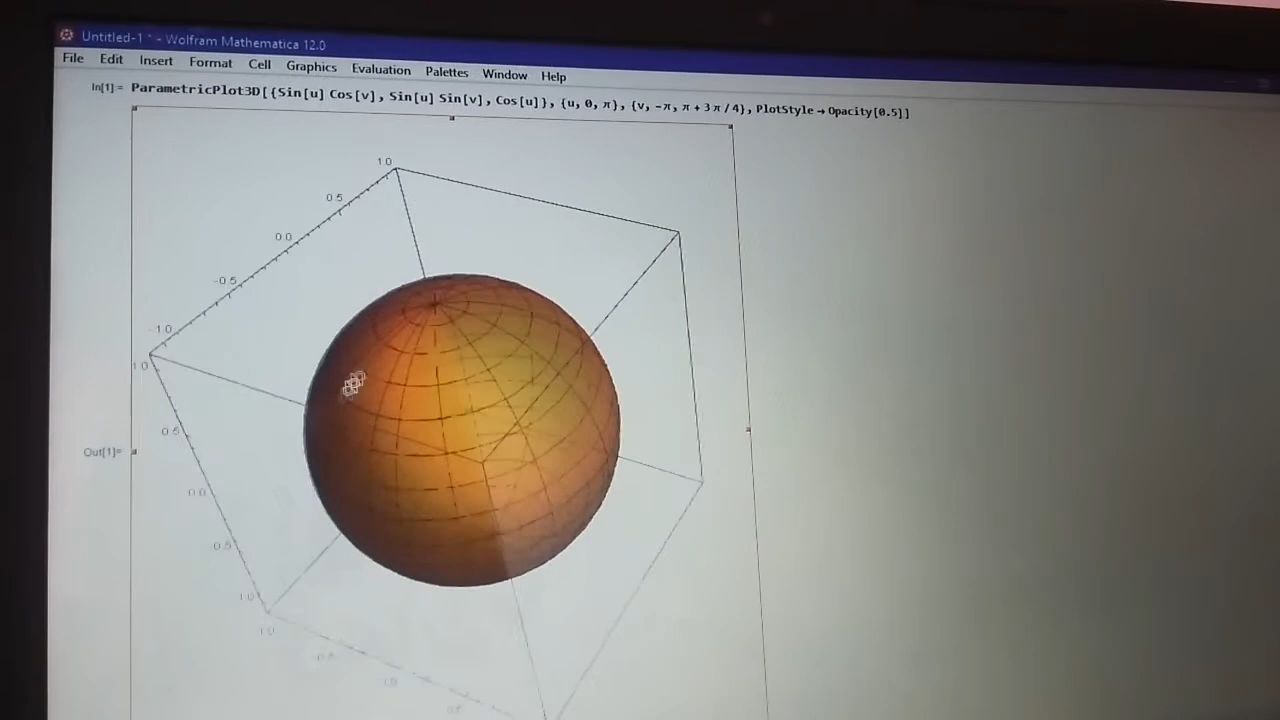 Untitled-1 * - Wolfram Mathematica 12.0
File Edit Insert Format Cell Graphics Evaluation Palettes Window Help
In[1]:= ParametricPlot3D[{Sin[u] Cos[v], Sin[u] Sin[v], Cos[u]}, {u, 0, π}, {v, -π, π + 3 π / 4}, PlotStyle → Opacity[0.5]]
1.0
0.5
0.0
-0.5
-1.0
1.0
0.5
Out[1]=
0.0
0.5
1.0
1.0